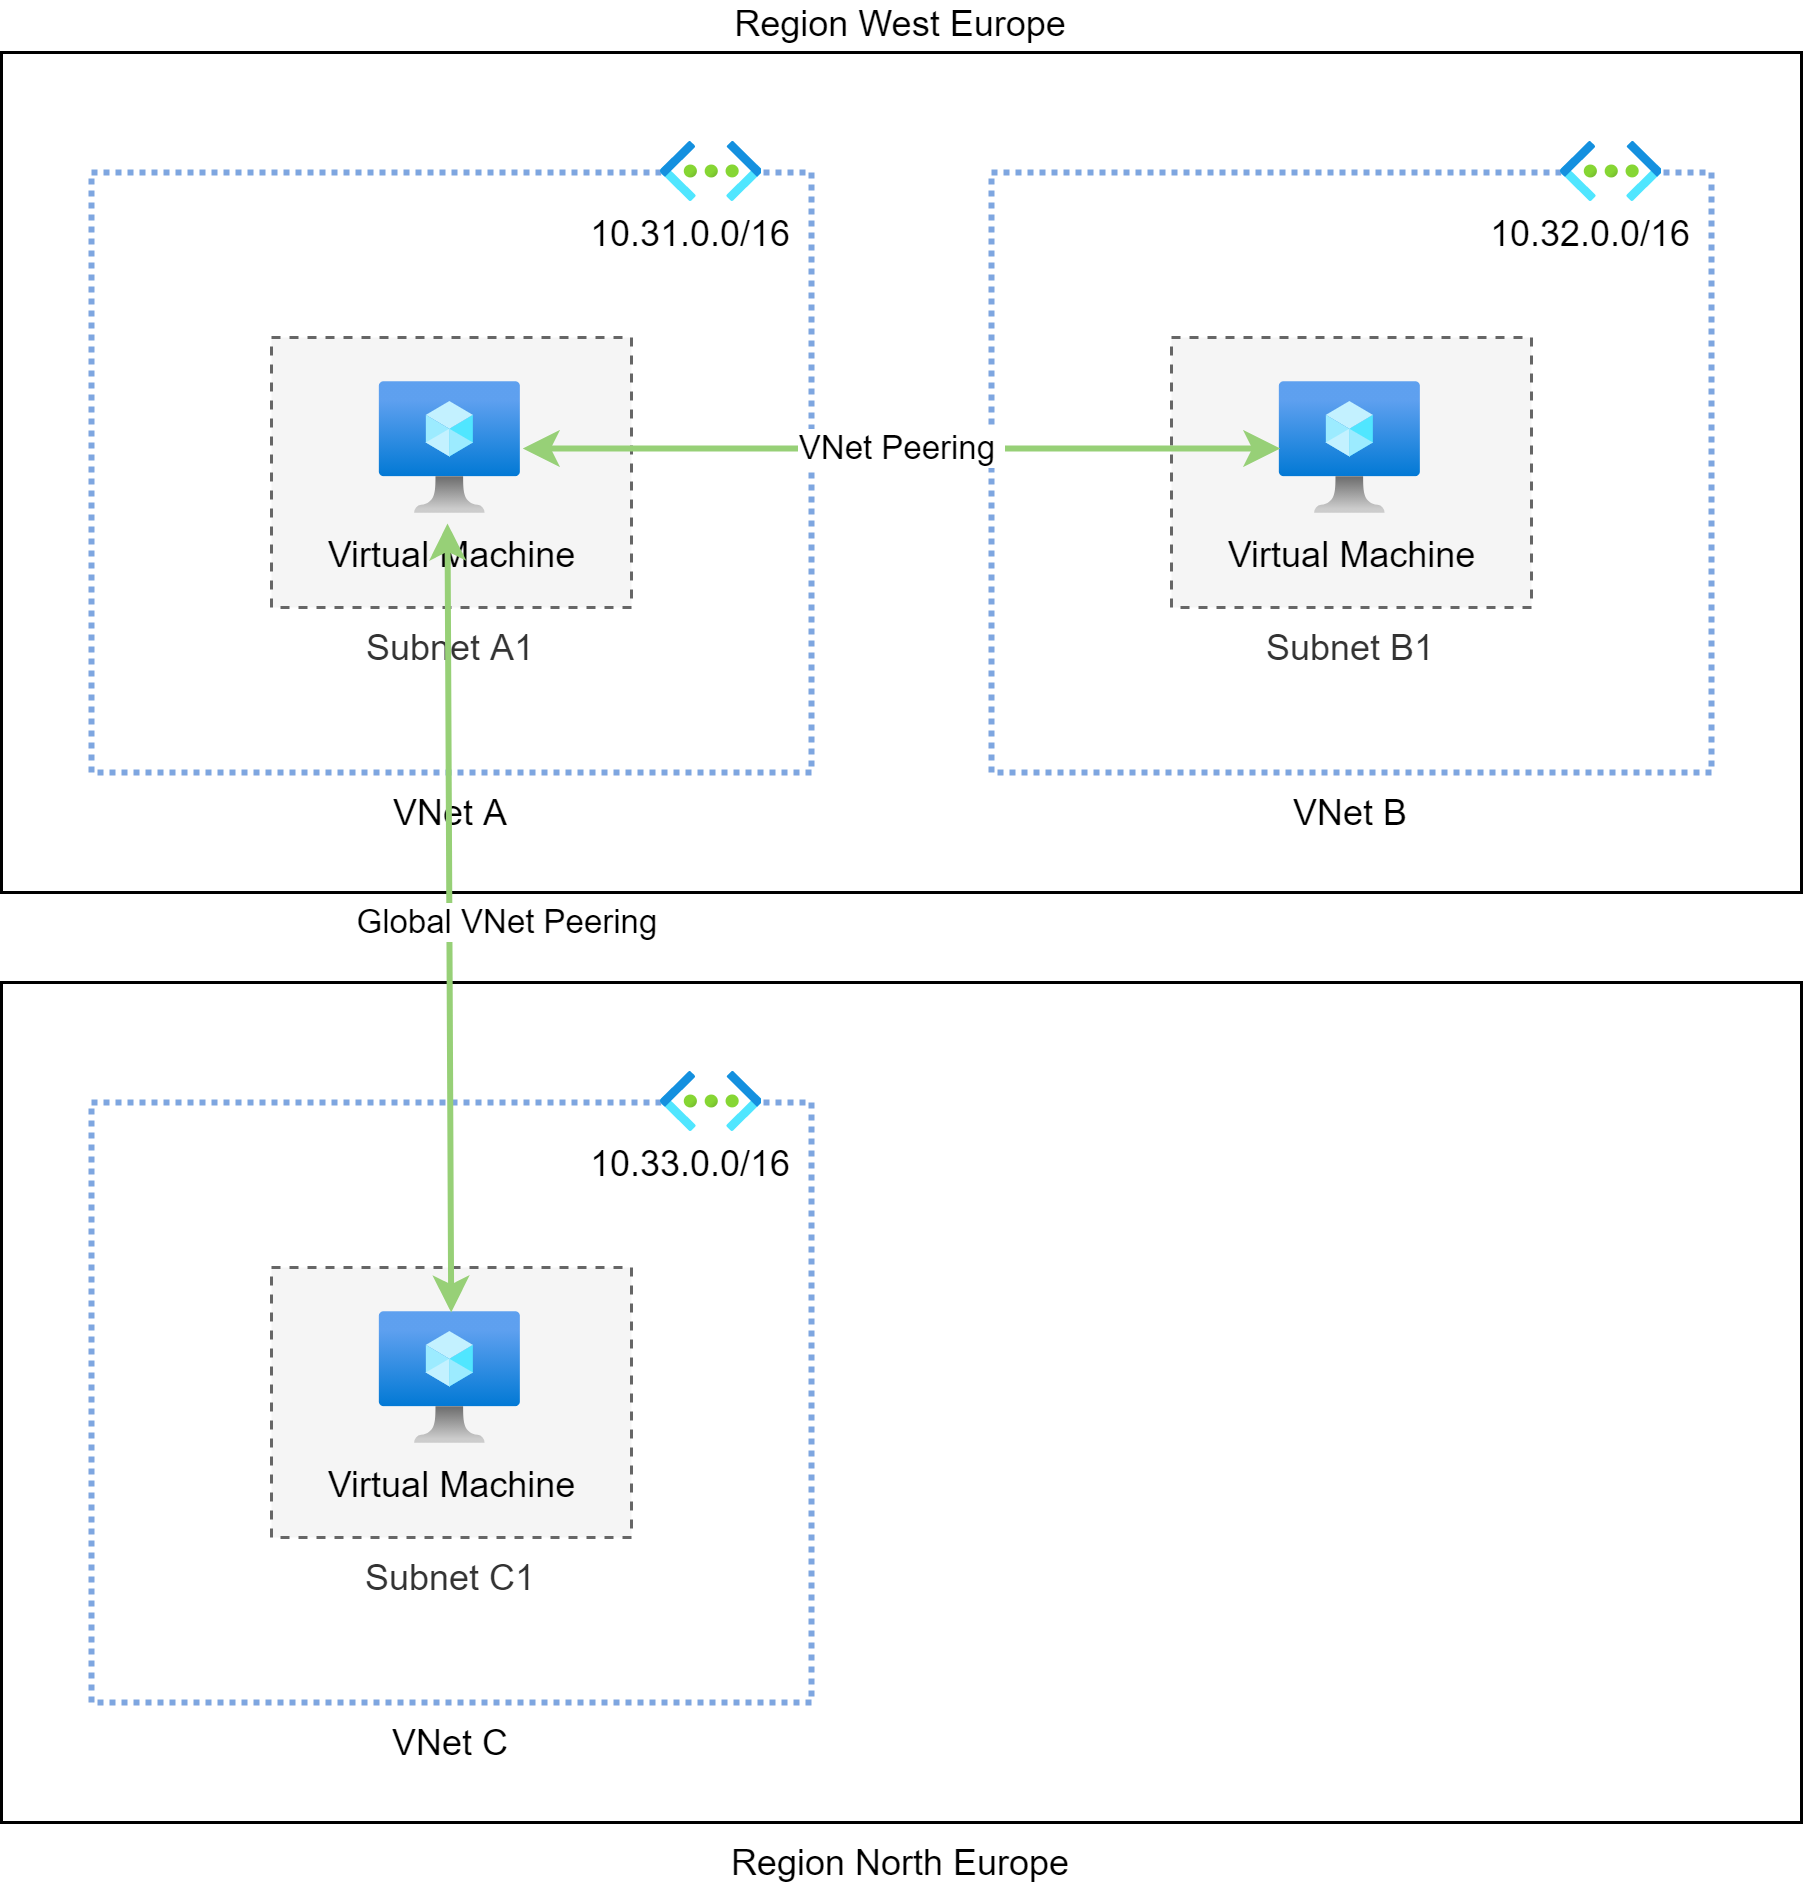 Region West Europe
10.31.0.0/16
10.32.0.0/16
VNet Peering
Virtual Machine
Virtual Machine
Subnet A1
Subnet B1
VNet A
VNet B
Global VNet Peering
10.33.0.0/16
Virtual Machine
Subnet C1
VNet C
Region North Europe